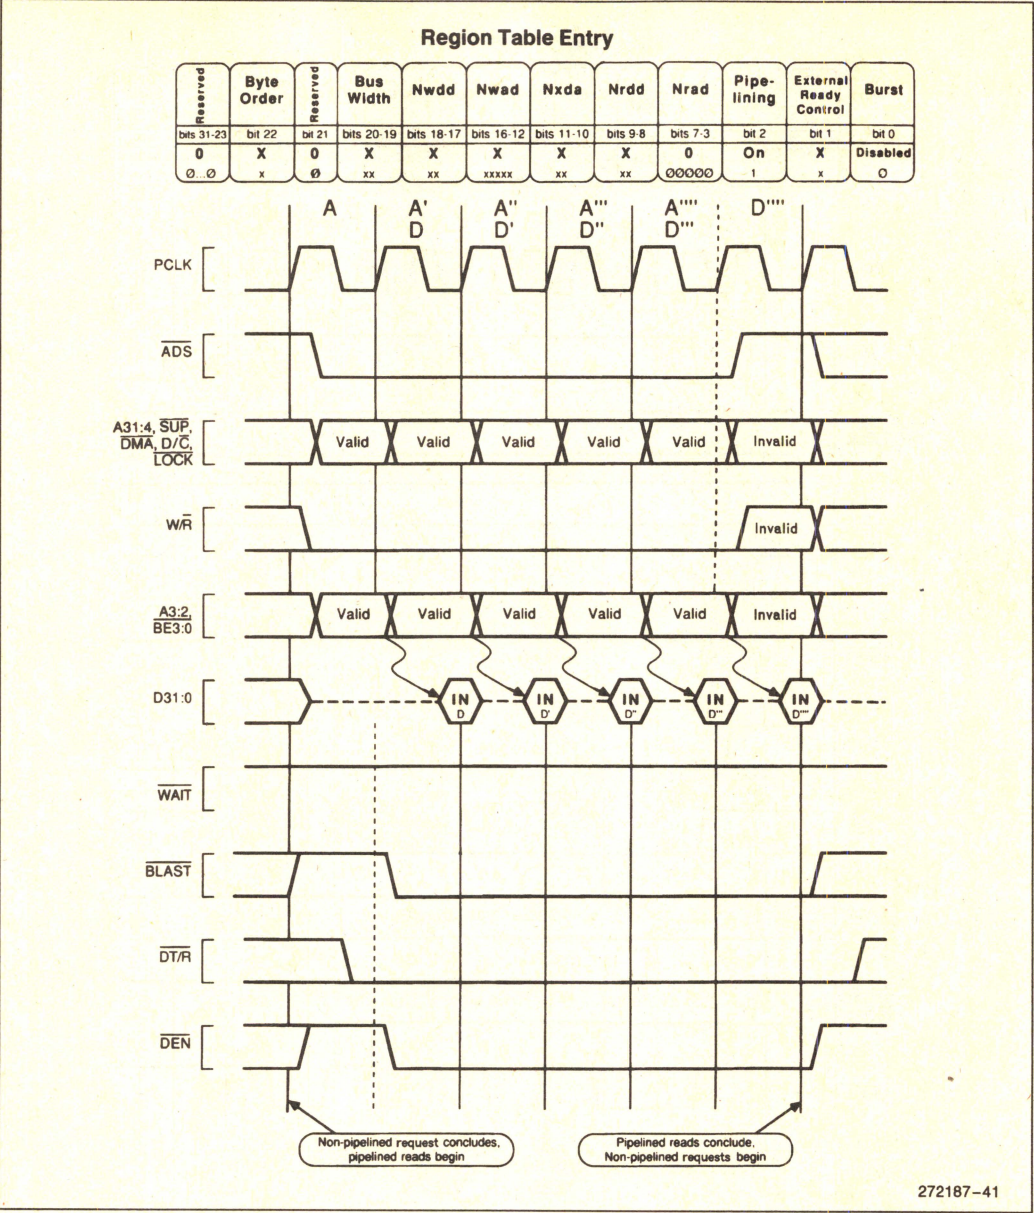 Region Table Entry
Reserved Byte Order Reserved Bus Width Nwdd Nwad Nxda Nrdd Nrad Pipe-lining External Ready Control Burst
bits 31-23 bit 22 bit 21 bits 20-19 bits 18-17 bits 16-12 bits 11-10 bits 9-8 bits 7-3 bit 2 bit 1 bit 0
0 X 0 X X X X X 0 On X Disabled
Ø...Ø x Ø xx xx xxxxx xx xx ØØØØØ 1 x O
A A' A'' A''' A'''' D''''
D D' D'' D'''
PCLK
ADS
A31:4, SUP,
DMA, D/C,
LOCK
Valid Valid Valid Valid Valid Invalid
W/R
Invalid
A3:2,
BE3:0
Valid Valid Valid Valid Valid Invalid
D31:0
IN IN IN IN IN
D D' D'' D''' D''''
WAIT
BLAST
DT/R
DEN
Non-pipelined request concludes,
pipelined reads begin
Pipelined reads conclude,
Non-pipelined requests begin
272187-41